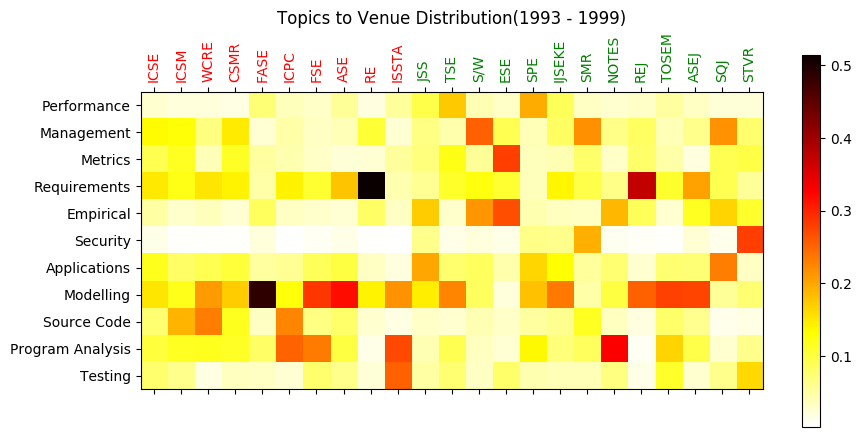 Topics to Venue Distribution(1993 - 1999)
ICSE ICSM WCRE CSMR FASE ICPC FSE ASE RE ISSTA JSS TSE S/W ESE SPE IJSEKE SMR NOTES REJ TOSEM ASEJ SQJ STVR
Performance
Management
Metrics
Requirements
Empirical
Security
Applications
Modelling
Source Code
Program Analysis
Testing
0.5
0.4
0.3
0.2
0.1